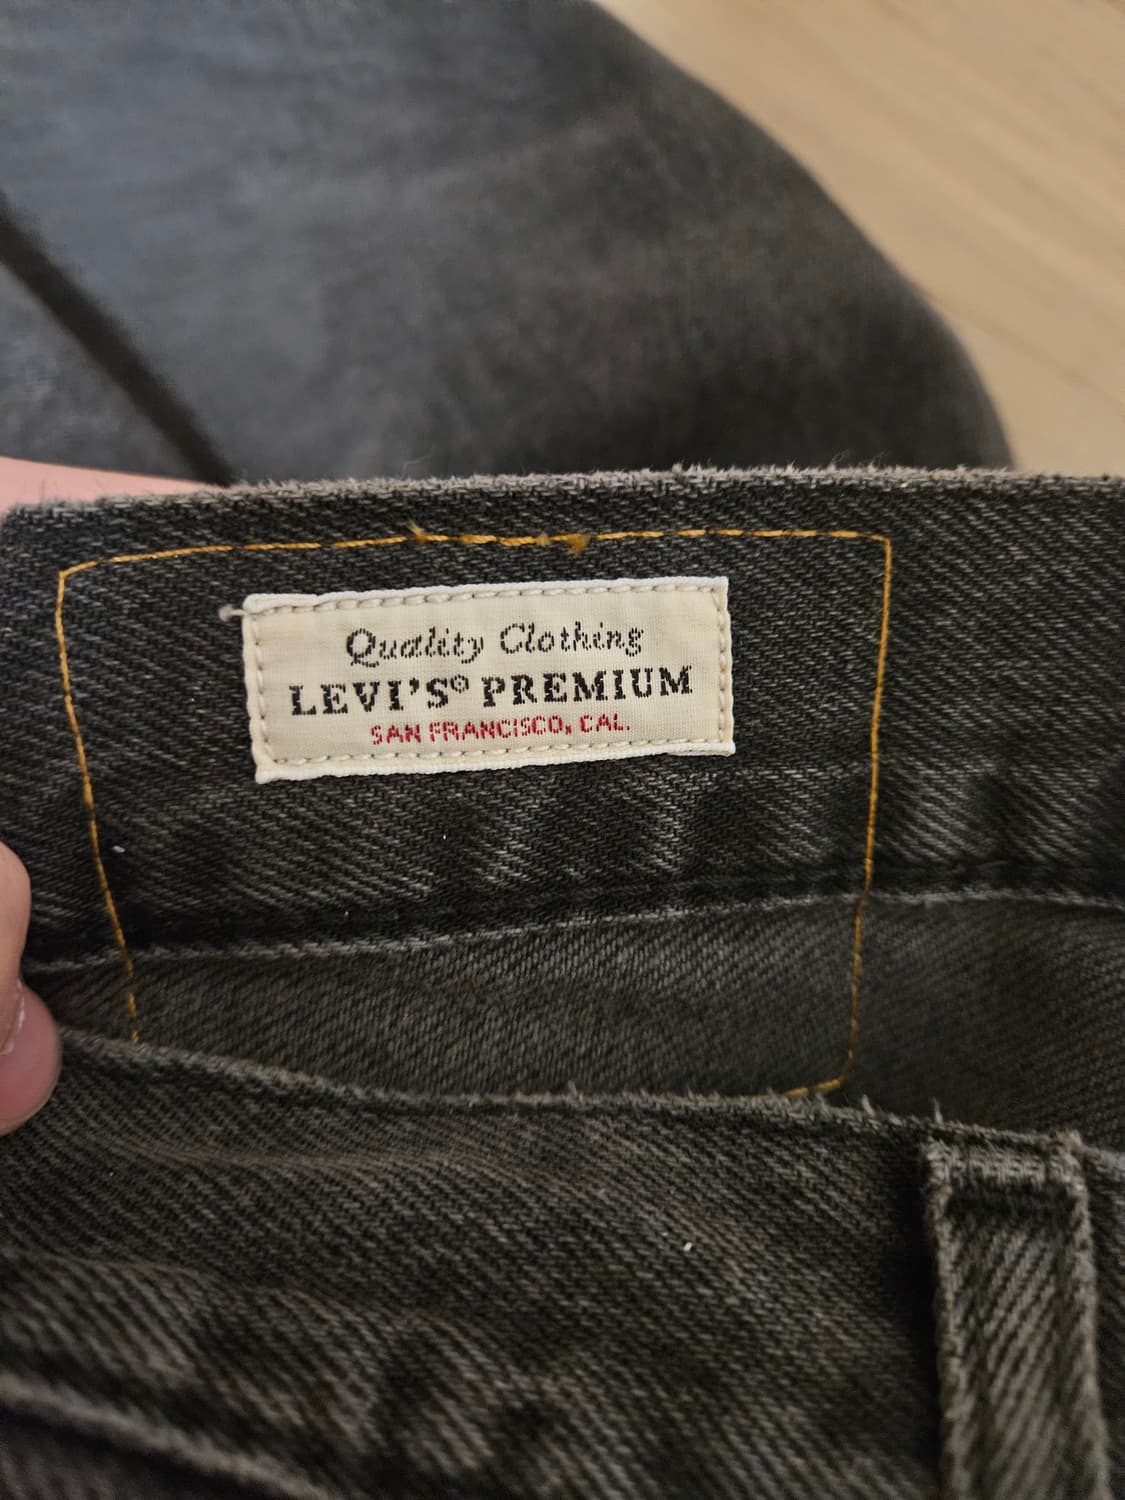 Quality Clothing
LEVI'S® PREMIUM
SAN FRANCISCO, CAL.